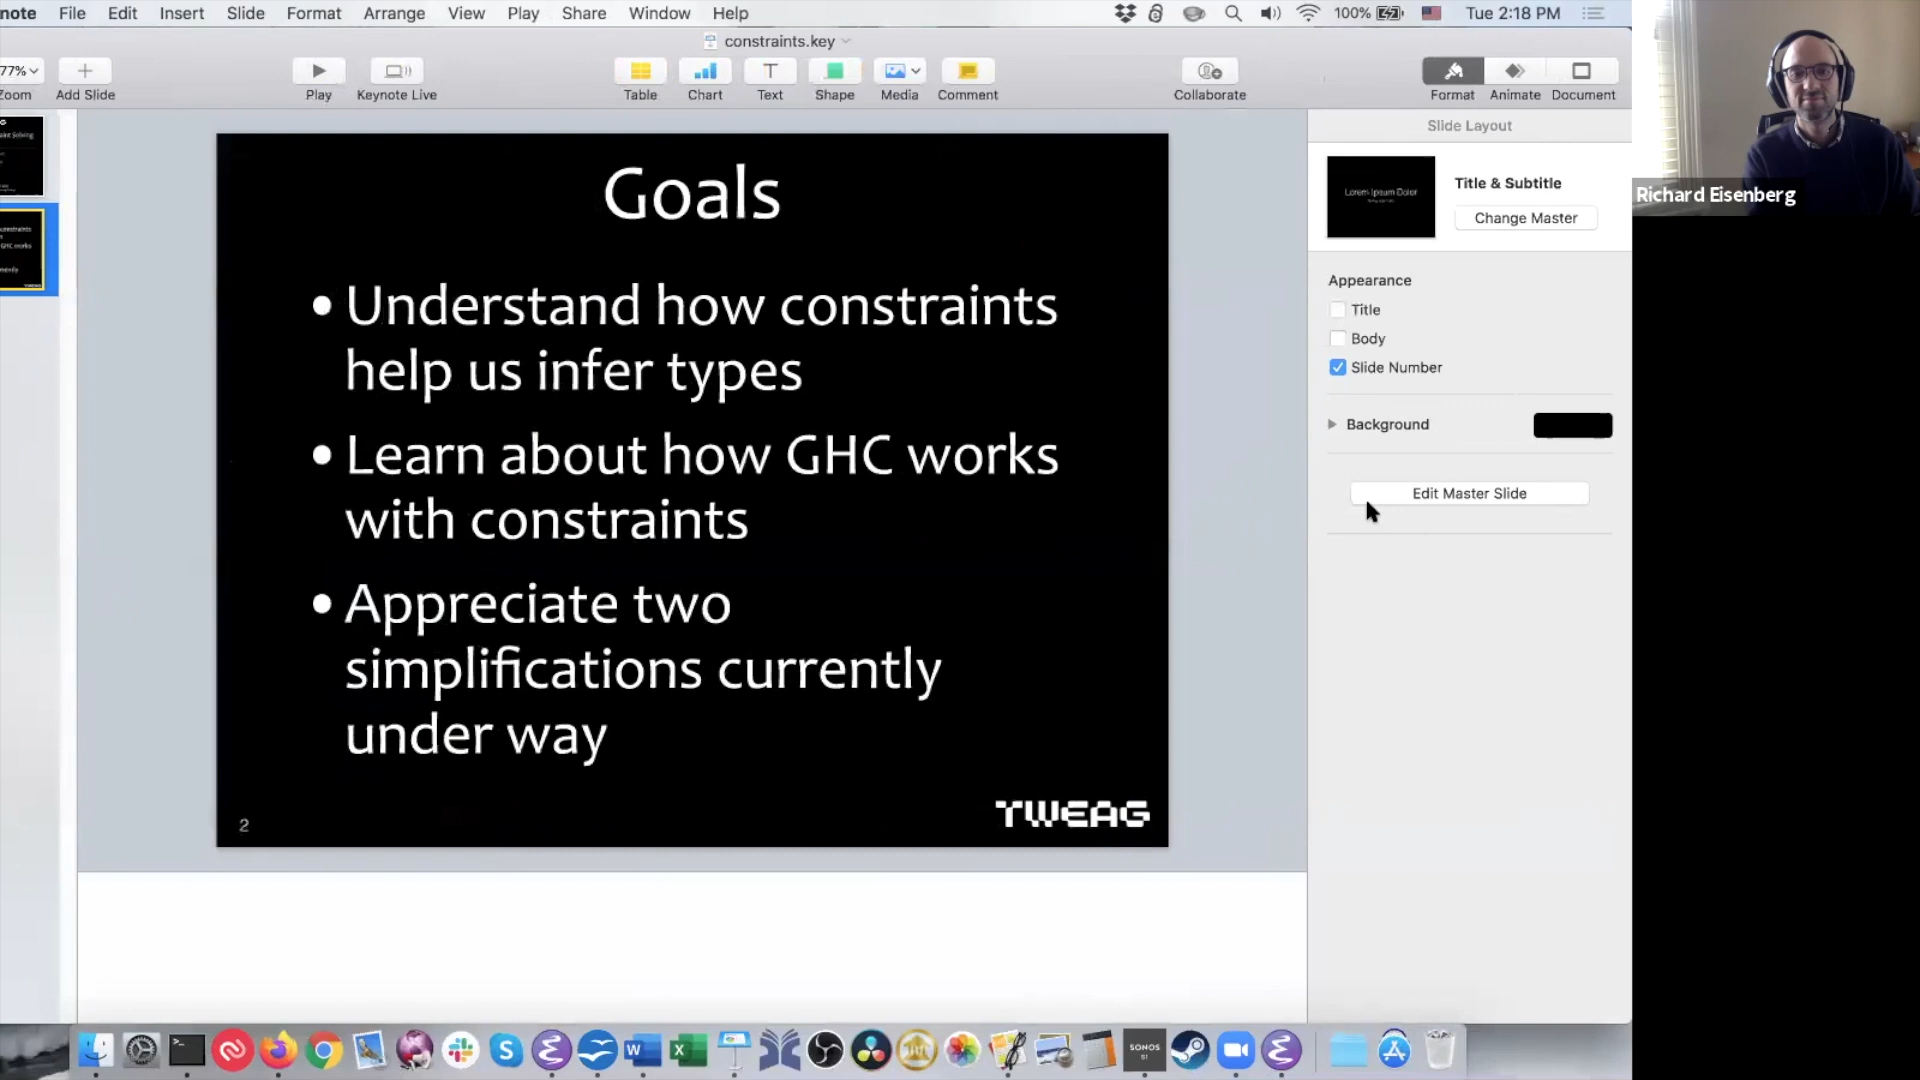 note File Edit Insert Slide Format Arrange View Play Share Window Help 100% Tue 2:18 PM
constraints.key
77%
Zoom Add Slide Play Keynote Live Table Chart Text Shape Media Comment Collaborate Format Animate Document
Slide Layout
Lorem Ipsum Dolor
Title & Subtitle
Change Master
Richard Eisenberg
Goals
• Understand how constraints
help us infer types
• Learn about how GHC works
with constraints
• Appreciate two
simplifications currently
under way
2
TWEAG
Appearance
Title
Body
Slide Number
Background
Edit Master Slide
SONOS
S1